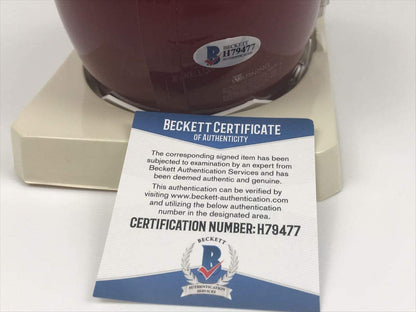 BECKETT
H79477
BECKETT CERTIFICATE
OF AUTHENTICITY
The corresponding signed item has been
subjected to examination by an expert from
Beckett Authentication Services and has
been deemed authentic and genuine.
This authentication can be verified by
visiting www.beckett-authentication.com
and utilizing the below authentication
number in the designated area.
CERTIFICATION NUMBER: H79477
BECKETT
B
AUTHENTICATION
SERVICES